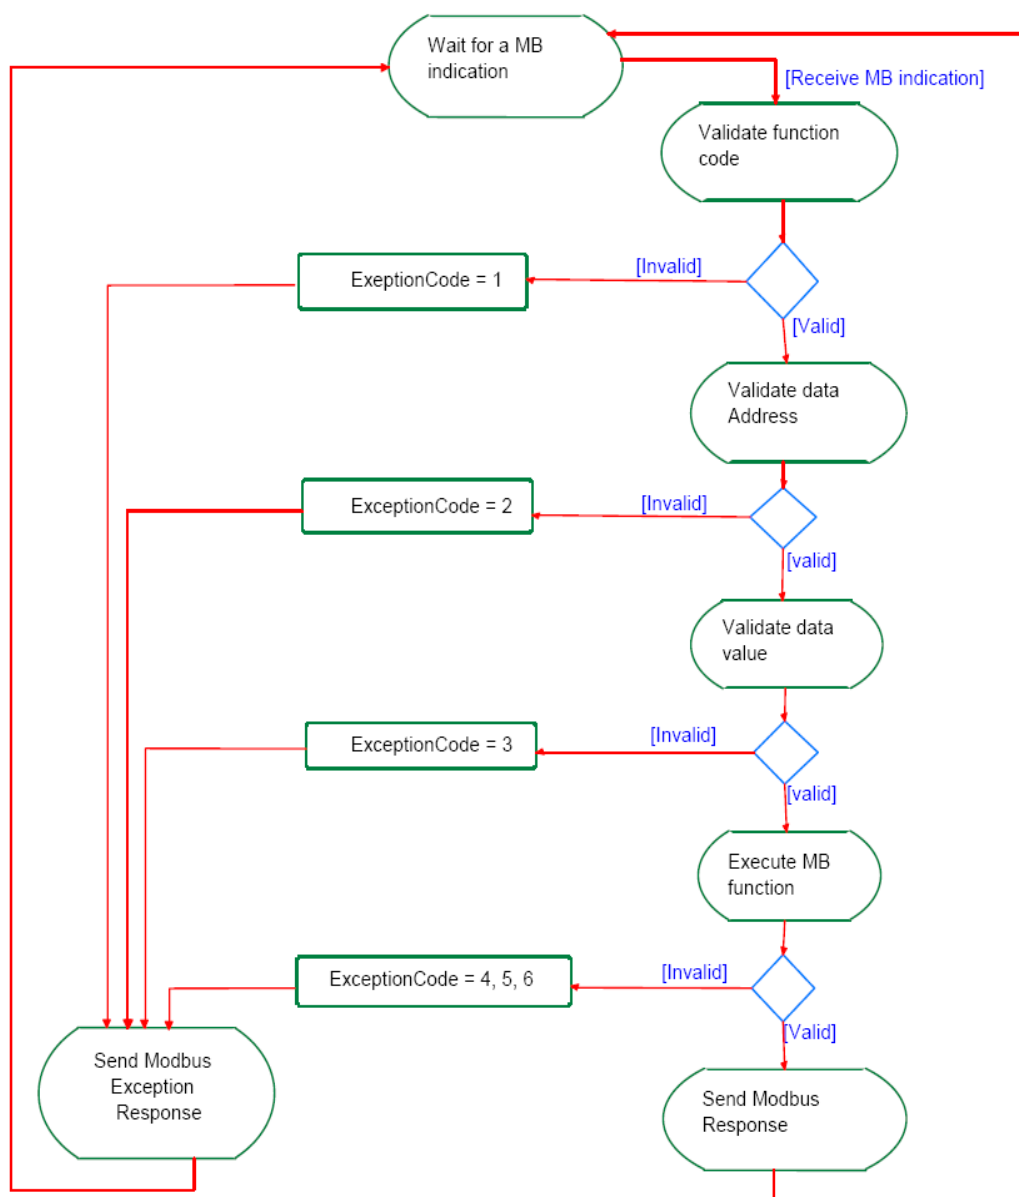 Wait for a MB
indication
[Receive MB indication]
Validate function
code
[Invalid]
ExeptionCode = 1
[Valid]
Validate data
Address
[Invalid]
ExceptionCode = 2
[valid]
Validate data
value
[Invalid]
ExceptionCode = 3
[valid]
Execute MB
function
[Invalid]
ExceptionCode = 4, 5, 6
[Valid]
Send Modbus
Exception
Response
Send Modbus
Response